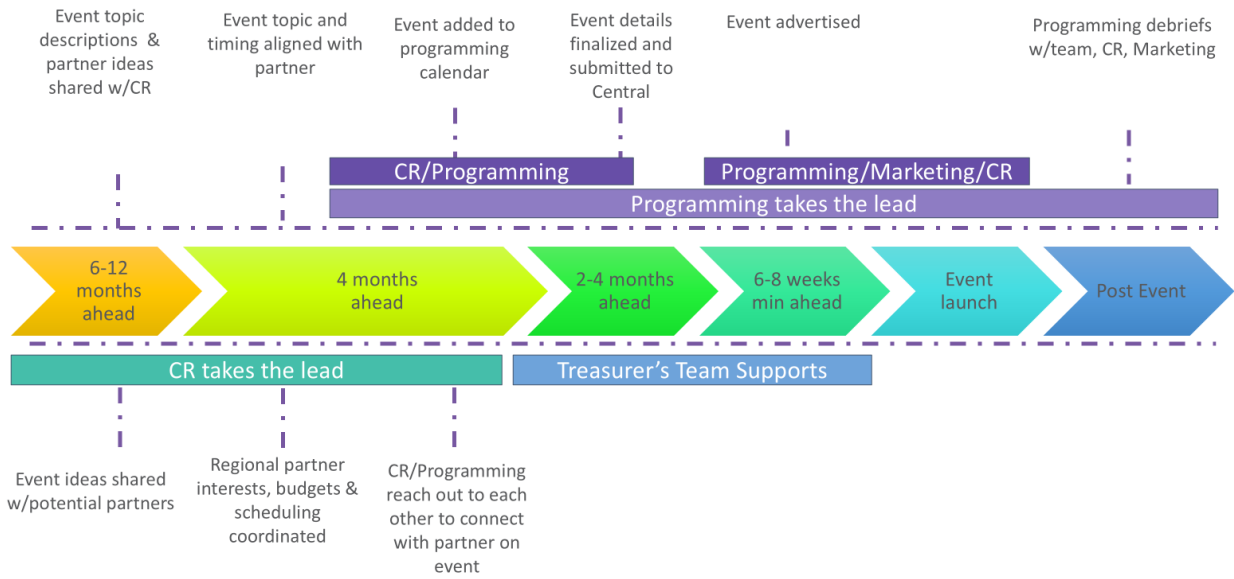 Event topic
descriptions  &
partner ideas
shared w/CR
Event topic and
timing aligned with
partner
Event added to
programming
calendar
Event details
finalized and
submitted to
Central
Event advertised
Programming debriefs
w/team, CR, Marketing
CR/Programming
Programming/Marketing/CR
Programming takes the lead
6-12
months
ahead
4 months
ahead
2-4 months
ahead
6-8 weeks
min ahead
Event
launch
Post Event
CR takes the lead
Treasurer’s Team Supports
Event ideas shared
w/potential partners
Regional partner
interests, budgets &
scheduling
coordinated
CR/Programming
reach out to each
other to connect
with partner on
event